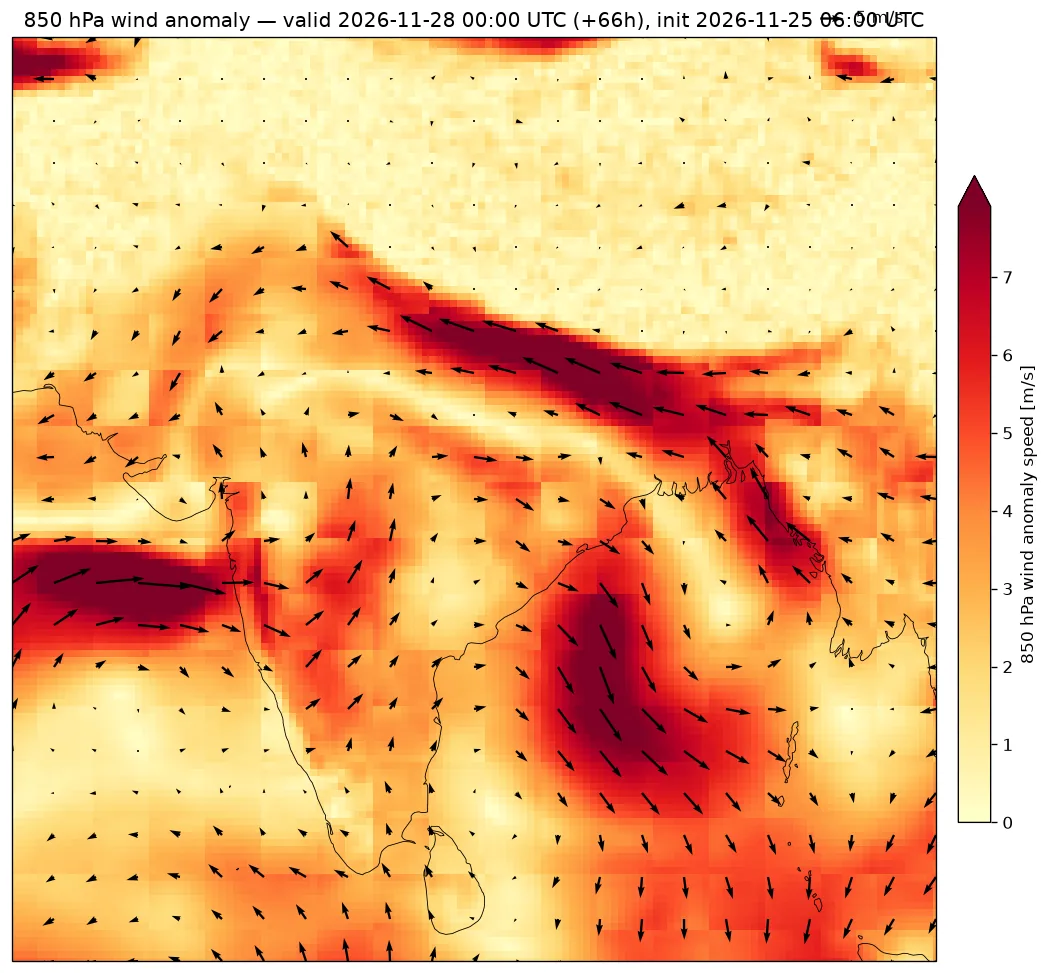 850 hPa wind anomaly — valid 2026-11-28 00:00 UTC (+66h), init 2026-11-25 06:00 UTC
5 m/s
7
6
5
4
3
2
1
0
850 hPa wind anomaly speed [m/s]